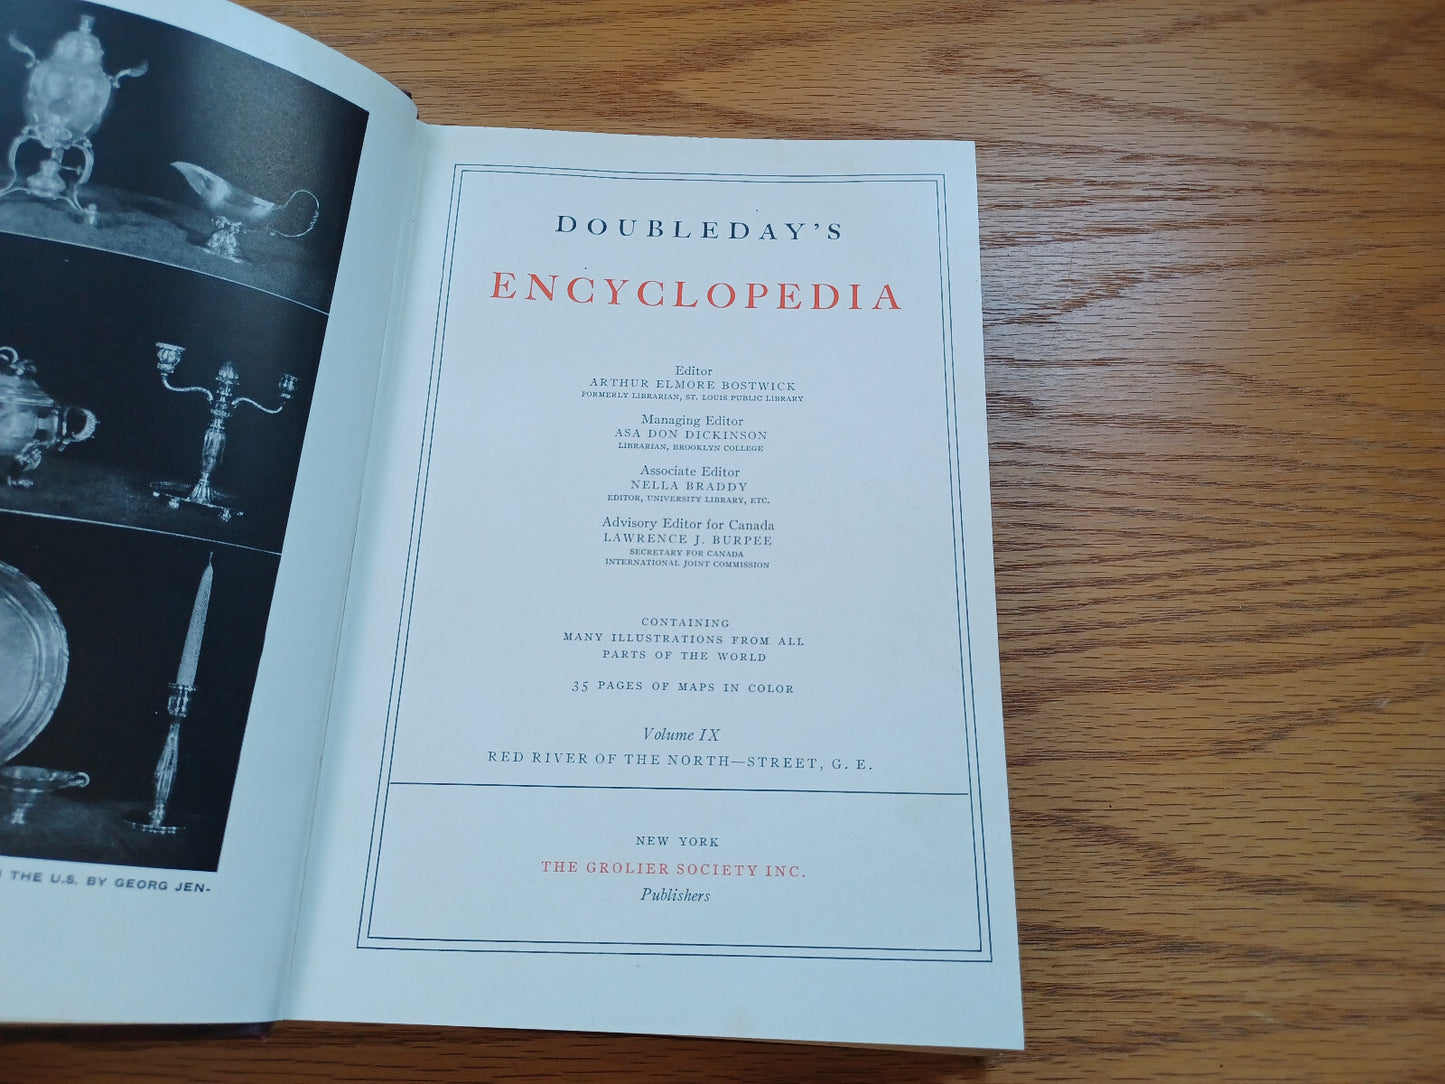 THE U.S. BY GEORG JEN-
DOUBLEDAY'S
ENCYCLOPEDIA
Editor
ARTHUR ELMORE BOSTWICK
FORMERLY LIBRARIAN, ST. LOUIS PUBLIC LIBRARY
Managing Editor
ASA DON DICKINSON
LIBRARIAN, BROOKLYN COLLEGE
Associate Editor
NELLA BRADDY
EDITOR, UNIVERSITY LIBRARY, ETC.
Advisory Editor for Canada
LAWRENCE J. BURPEE
SECRETARY FOR CANADA
INTERNATIONAL JOINT COMMISSION
CONTAINING
MANY ILLUSTRATIONS FROM ALL
PARTS OF THE WORLD
35 PAGES OF MAPS IN COLOR
Volume IX
RED RIVER OF THE NORTH—STREET, G. E.
NEW YORK
THE GROLIER SOCIETY INC.
Publishers